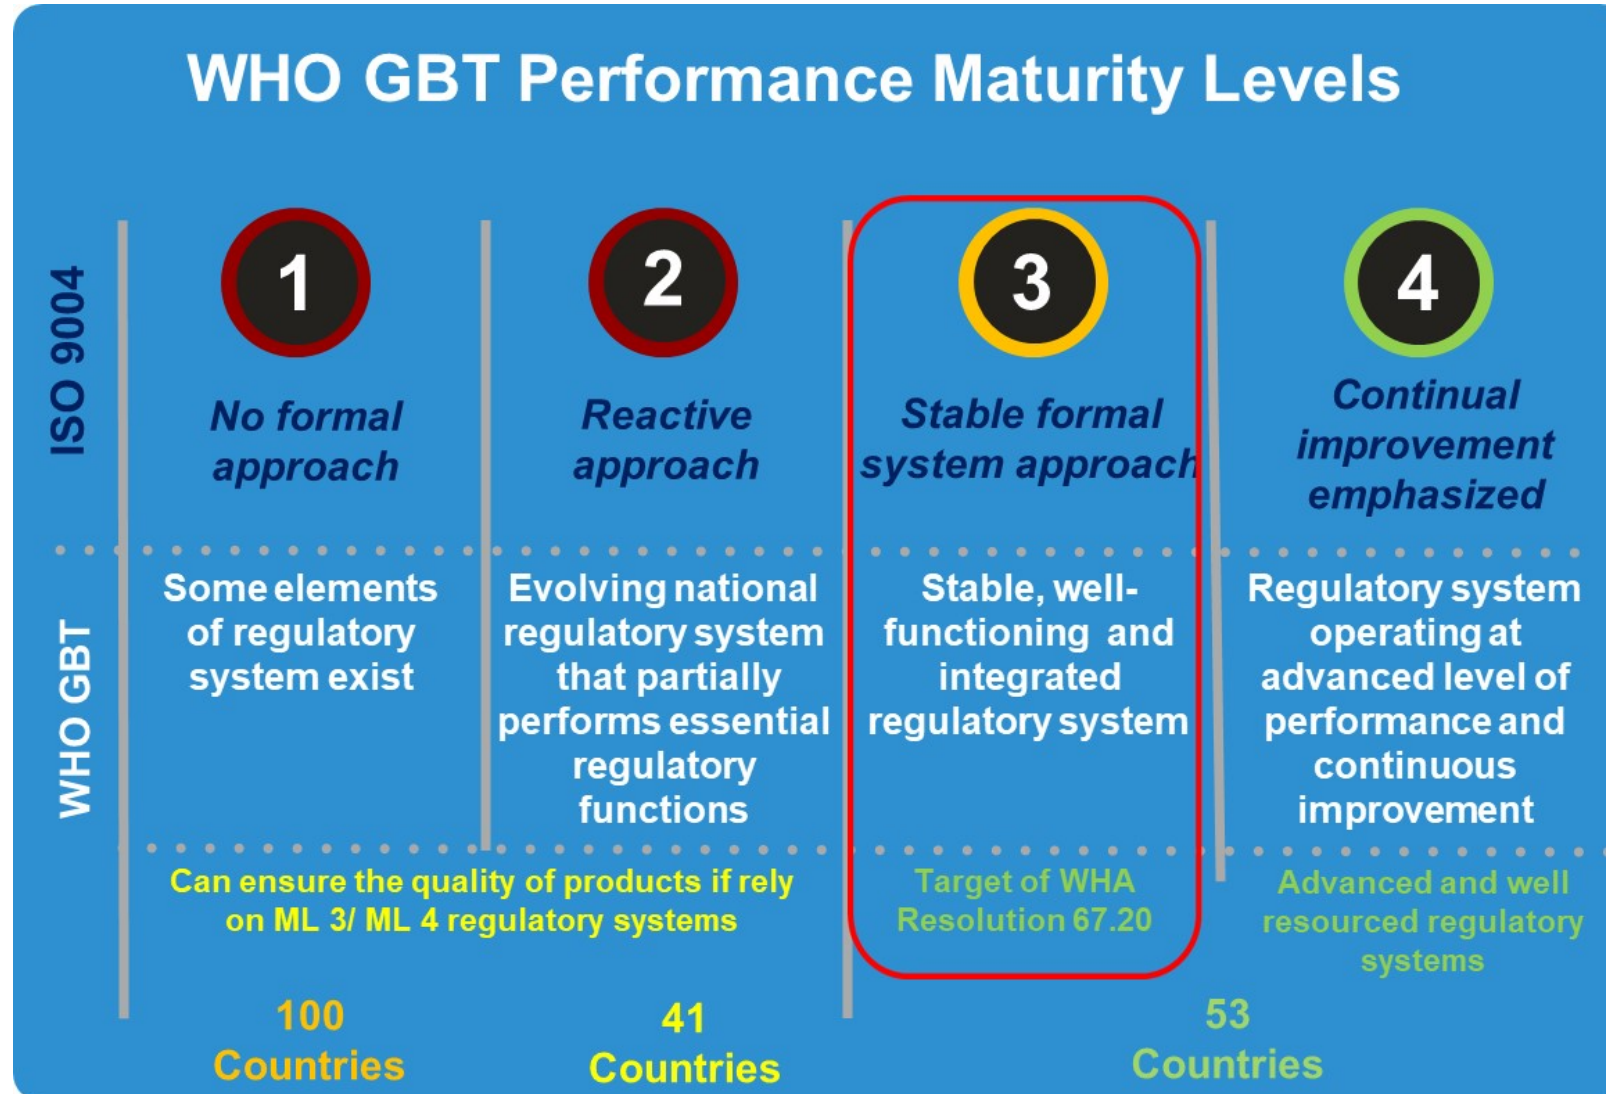 WHO GBT Performance Maturity Levels
ISO 9004
1
No formal
approach
2
Reactive
approach
3
Stable formal
system approach
4
Continual
improvement
emphasized
WHO GBT
Some elements
of regulatory
system exist
Evolving national
regulatory system
that partially
performs essential
regulatory
functions
Stable, well-
functioning and
integrated
regulatory system
Regulatory system
operating at
advanced level of
performance and
continuous
improvement
Can ensure the quality of products if rely
on ML 3/ ML 4 regulatory systems
Target of WHA
Resolution 67.20
Advanced and well
resourced regulatory
systems
100
Countries
41
Countries
53
Countries